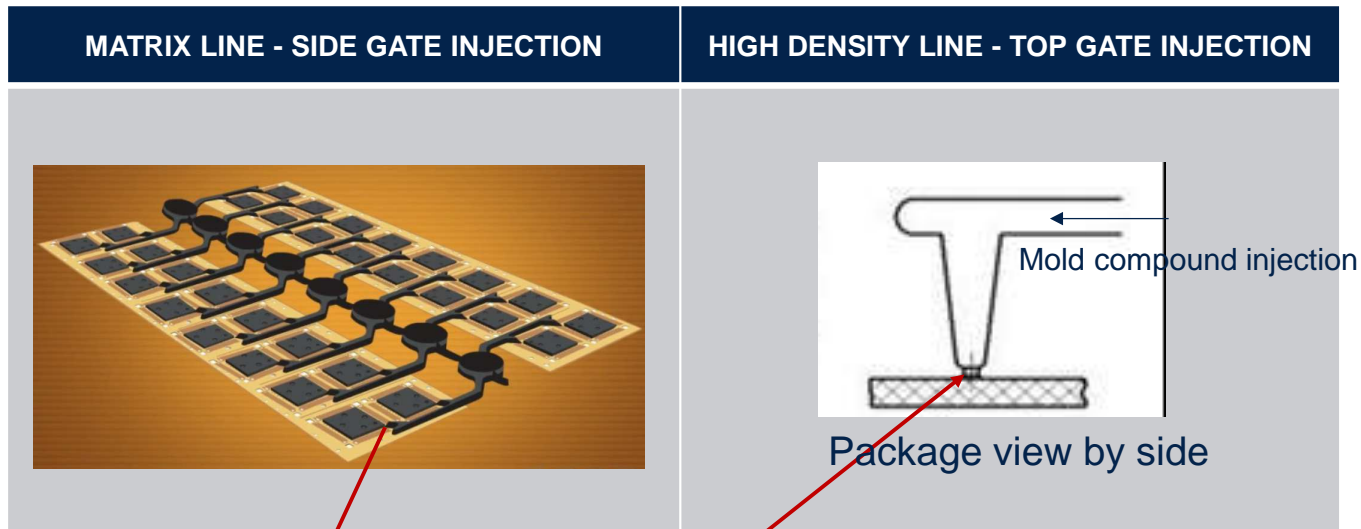 MATRIX LINE - SIDE GATE INJECTION
HIGH DENSITY LINE - TOP GATE INJECTION
Mold compound injection
Package view by side